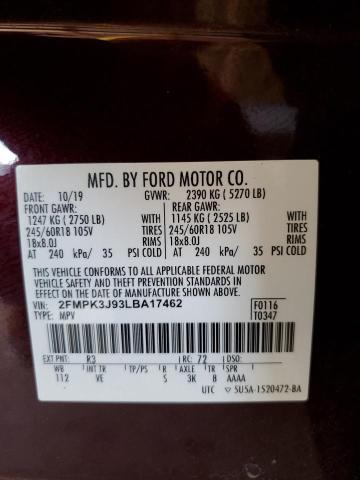 MFD. BY FORD MOTOR CO.
DATE: 10/19 GVWR: 2390 KG ( 5270 LB)
FRONT GAWR: REAR GAWR:
1247 KG ( 2750 LB) WITH 1145 KG ( 2525 LB) WITH
245/60R18 105V TIRES 245/60R18 105V TIRES
18x8.0J RIMS 18x8.0J RIMS
AT 240 kPa/ 35 PSI COLD AT 240 kPa/ 35 PSI COLD
THIS VEHICLE CONFORMS TO ALL APPLICABLE FEDERAL MOTOR
VEHICLE SAFETY AND THEFT PREVENTION STANDARDS IN EFFECT
ON THE DATE OF MANUFACTURE SHOWN ABOVE.
VIN: 2FMPK3J93LBA17462 F0116
TYPE: MPV T0347
EXT PNT: R3 RC: 72 DSO:
WB INT TR TP/PS R AXLE TR SPR
112 VE S 3K 8 AAAA
UTC 5U5A-1520472-BA